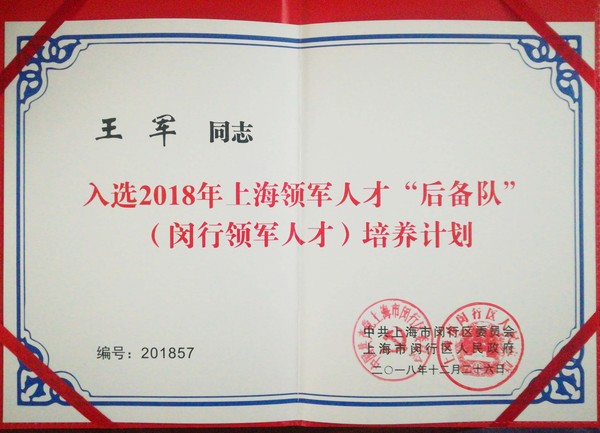 王军 同志
入选2018年上海领军人才“后备队”
（闵行领军人才）培养计划
中共上海市闵行区委员会
上海市闵行区人民政府
二〇一八年十二月二十六日
编号：201857